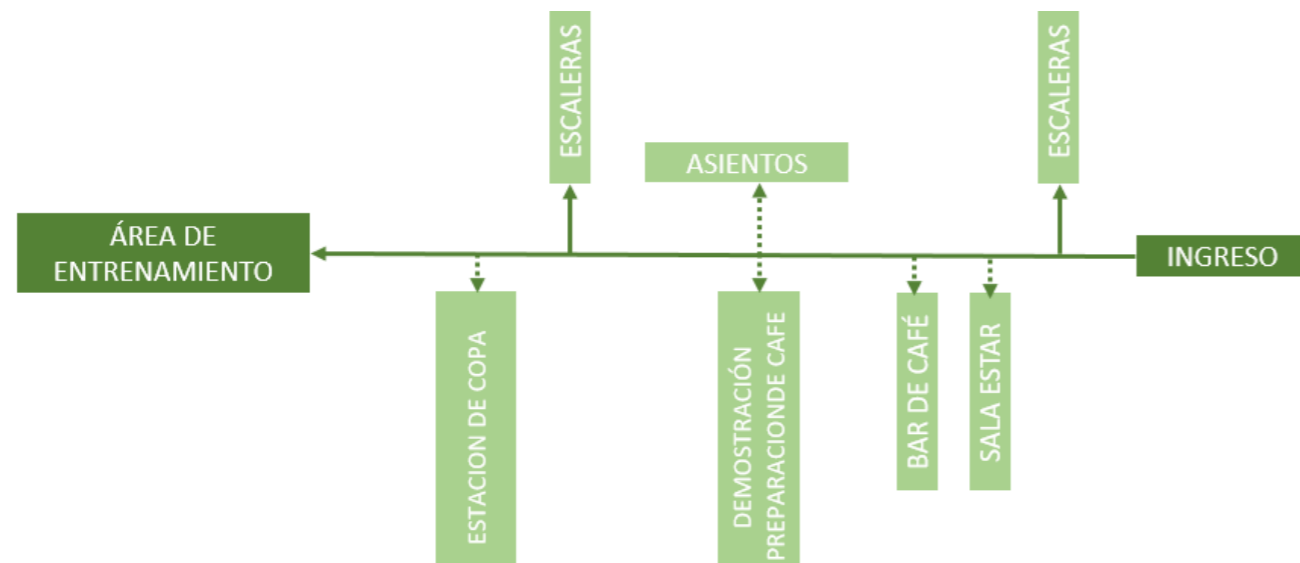 ESCALERAS
ESCALERAS
ASIENTOS
ÁREA DE
ENTRENAMIENTO
INGRESO
ESTACION DE COPA
DEMOSTRACIÓN
PREPARACIONDE CAFE
BAR DE CAFÉ
SALA ESTAR